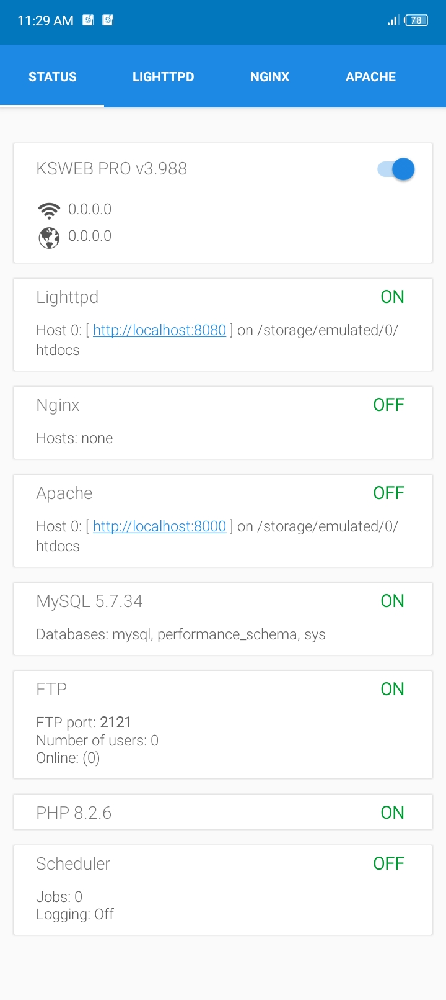 11:29 AM 78
STATUS LIGHTTPD NGINX APACHE
KSWEB PRO v3.988
0.0.0.0
0.0.0.0
Lighttpd ON
Host 0: [ http://localhost:8080 ] on /storage/emulated/0/
htdocs
Nginx OFF
Hosts: none
Apache OFF
Host 0: [ http://localhost:8000 ] on /storage/emulated/0/
htdocs
MySQL 5.7.34 ON
Databases: mysql, performance_schema, sys
FTP ON
FTP port: 2121
Number of users: 0
Online: (0)
PHP 8.2.6 ON
Scheduler OFF
Jobs: 0
Logging: Off